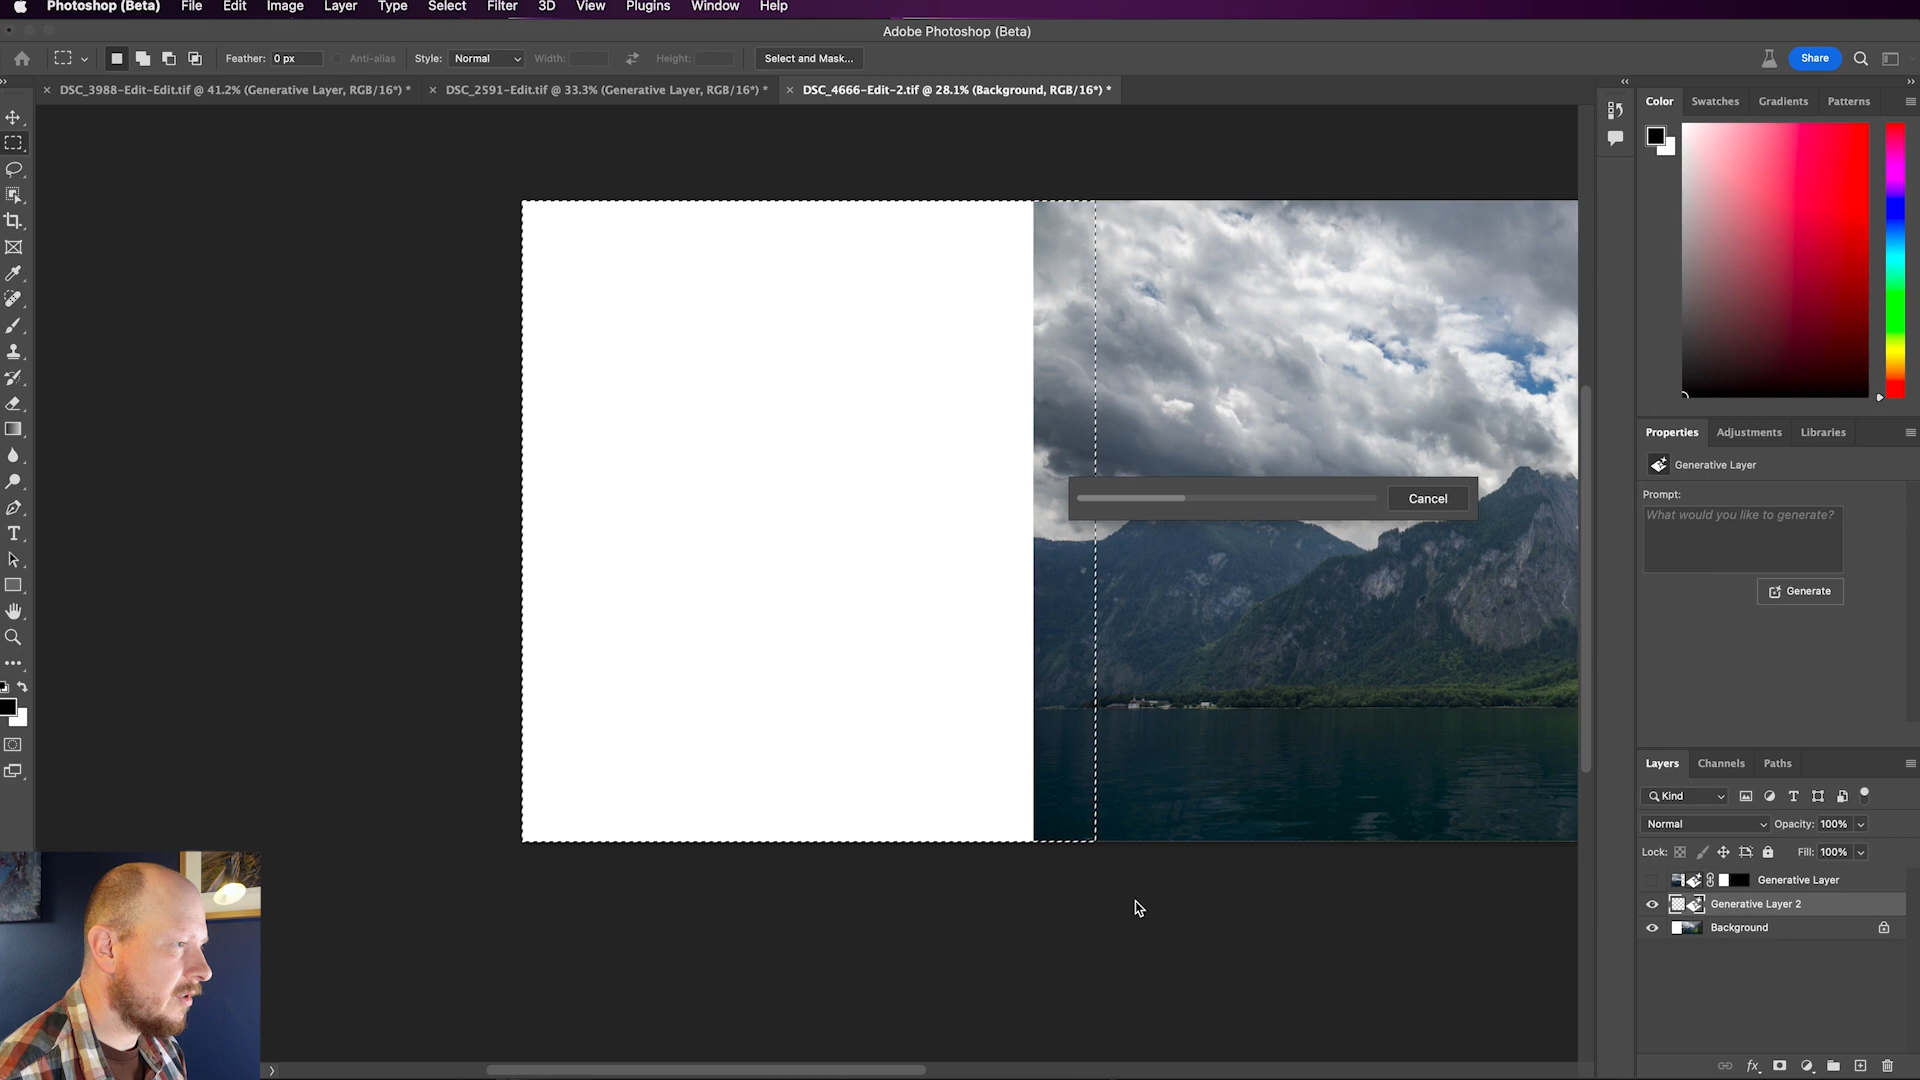 Photoshop (Beta) File Edit Image Layer Type Select Filter 3D View Plugins Window Help
Adobe Photoshop (Beta)
Feather: 0 px Anti-alias Style: Normal Width: Height: Select and Mask... Share
DSC_3988-Edit-Edit.tif @ 41.2% (Generative Layer, RGB/16*) * DSC_2591-Edit.tif @ 33.3% (Generative Layer, RGB/16*) * DSC_4666-Edit-2.tif @ 28.1% (Background, RGB/16*) *
Color Swatches Gradients Patterns
Properties Adjustments Libraries
Generative Layer
Prompt:
What would you like to generate?
Cancel
Generate
Layers Channels Paths
Kind
Normal Opacity: 100%
Lock: Fill: 100%
Generative Layer
Generative Layer 2
Background